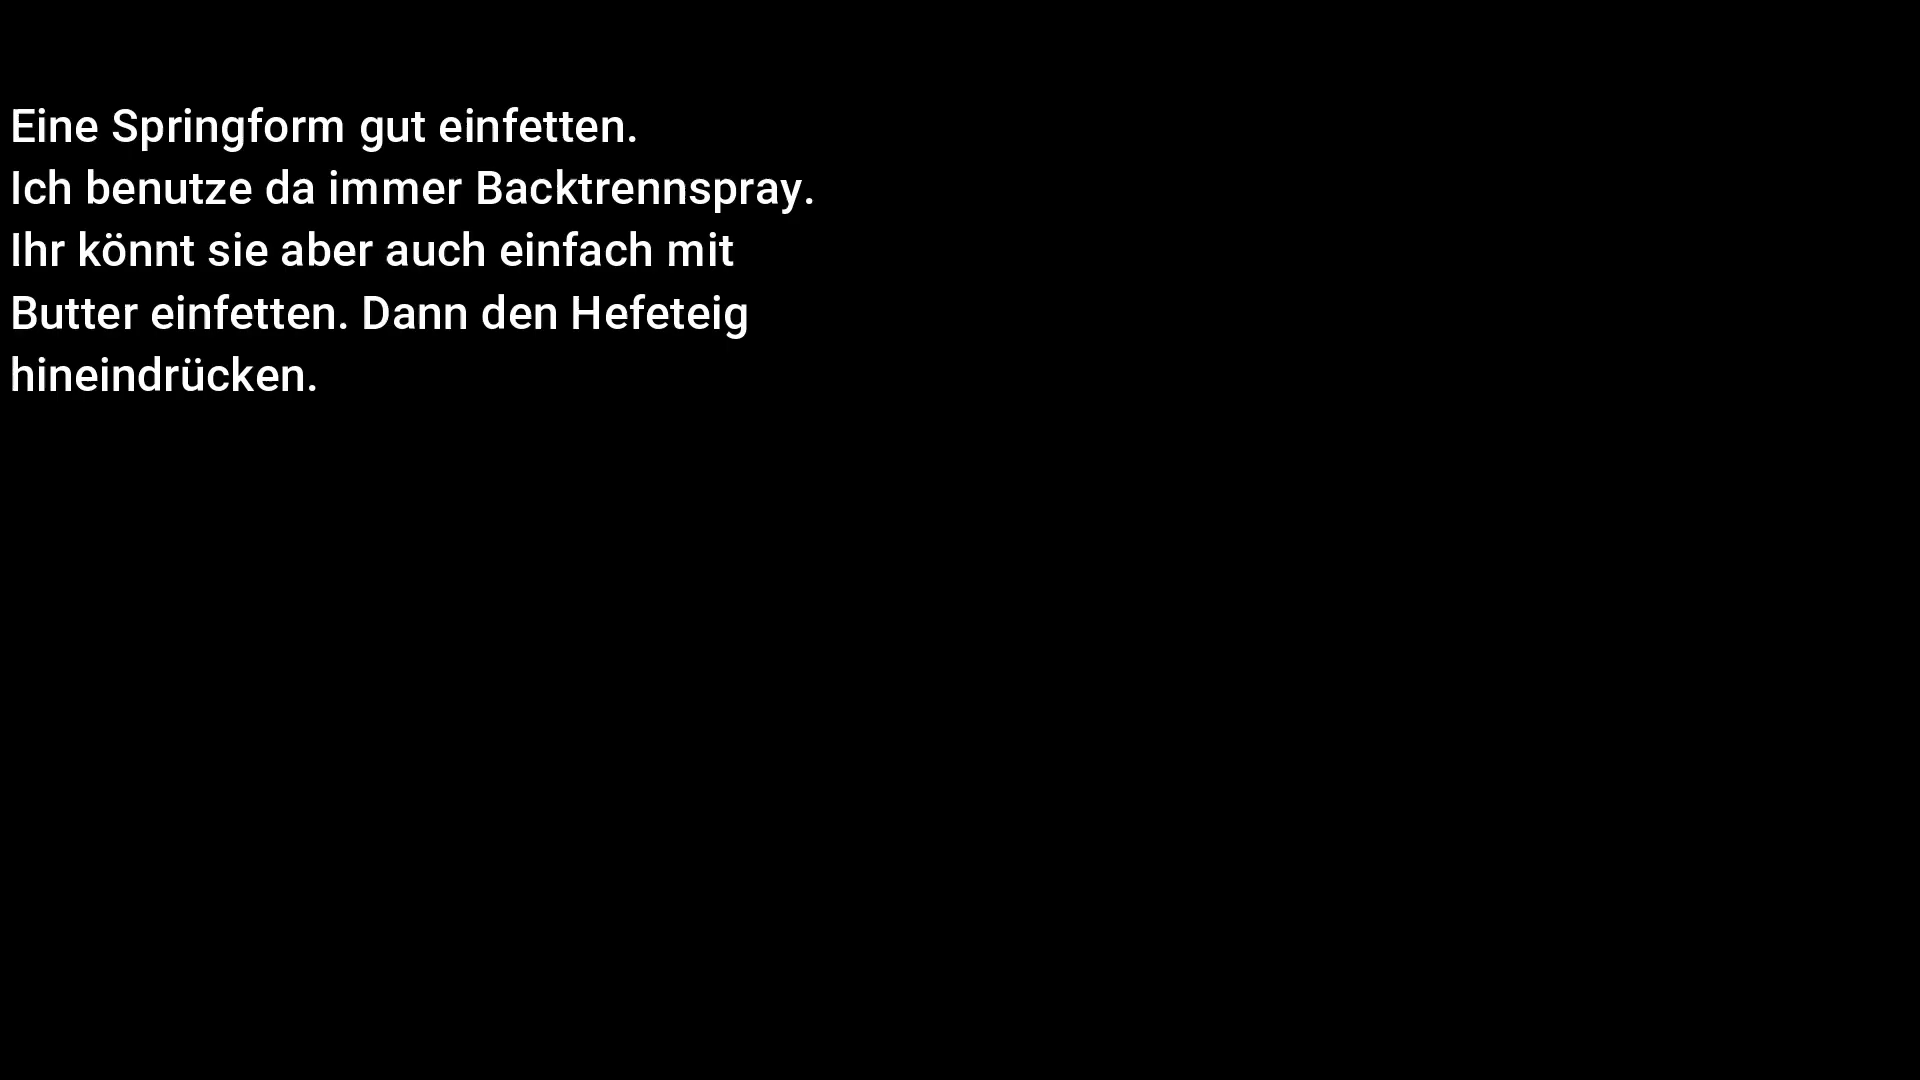 Eine Springform gut einfetten.
Ich benutze da immer Backtrennspray.
Ihr könnt sie aber auch einfach mit
Butter einfetten. Dann den Hefeteig
hineindrücken.